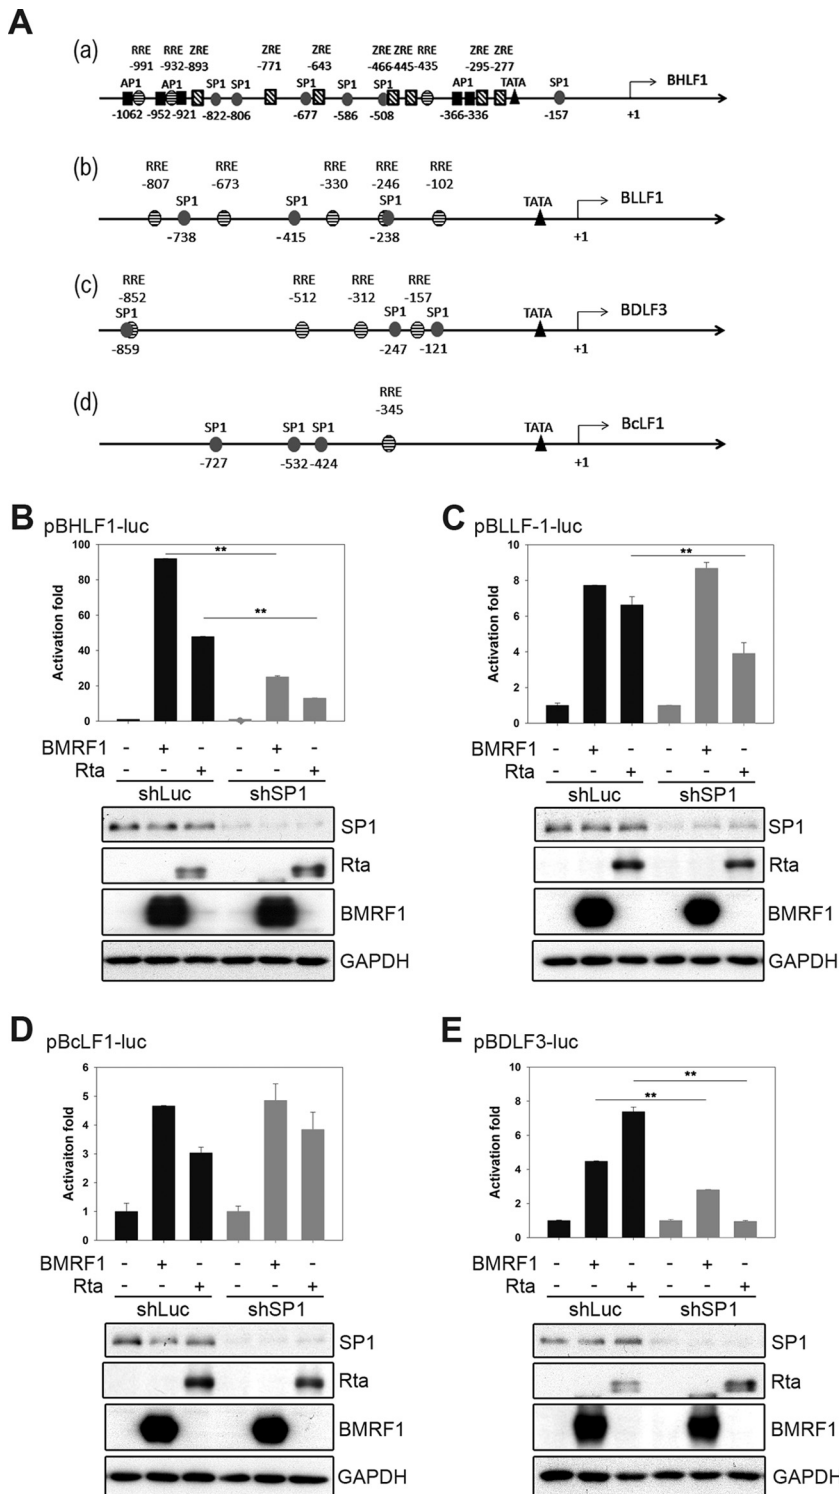 A
(a)
RRE RRE ZRE ZRE ZRE ZRE ZRE RRE ZRE ZRE
-991 -932 -893 -771 -643 -466 -445 -435 -295 -277
AP1 AP1 SP1 SP1 SP1 SP1 SP1 AP1 TATA SP1 BHLF1
-1062 -952 -921 -822 -806 -677 -586 -508 -366 -336 -157 +1
(b)
RRE RRE RRE RRE RRE
-807 -673 -330 -246 -102
SP1 SP1 SP1 TATA BLLF1
-738 -415 -238 +1
(c)
RRE RRE RRE RRE
-852 -512 -312 -157
SP1 SP1 SP1 TATA BDLF3
-859 -247 -121 +1
(d)
RRE
-345
SP1 SP1 SP1 TATA BcLF1
-727 -532 -424 +1
B
pBHLF1-luc
Activation fold
100
80
60
40
20
0
**
**
BMRF1 - + - - + -
Rta - - + - - +
shLuc shSP1
SP1
Rta
BMRF1
GAPDH
C
pBLLF-1-luc
Activation fold
10
8
6
4
2
0
**
- + - - + -
- - + - - +
shLuc shSP1
SP1
Rta
BMRF1
GAPDH
D
pBcLF1-luc
Activaiton fold
6
5
4
3
2
1
0
BMRF1 - + - - + -
Rta - - + - - +
shLuc shSP1
SP1
Rta
BMRF1
GAPDH
E
pBDLF3-luc
Activation fold
10
8
6
4
2
0
**
**
BMRF1 - + - - + -
Rta - - + - - +
shLuc shSP1
SP1
Rta
BMRF1
GAPDH